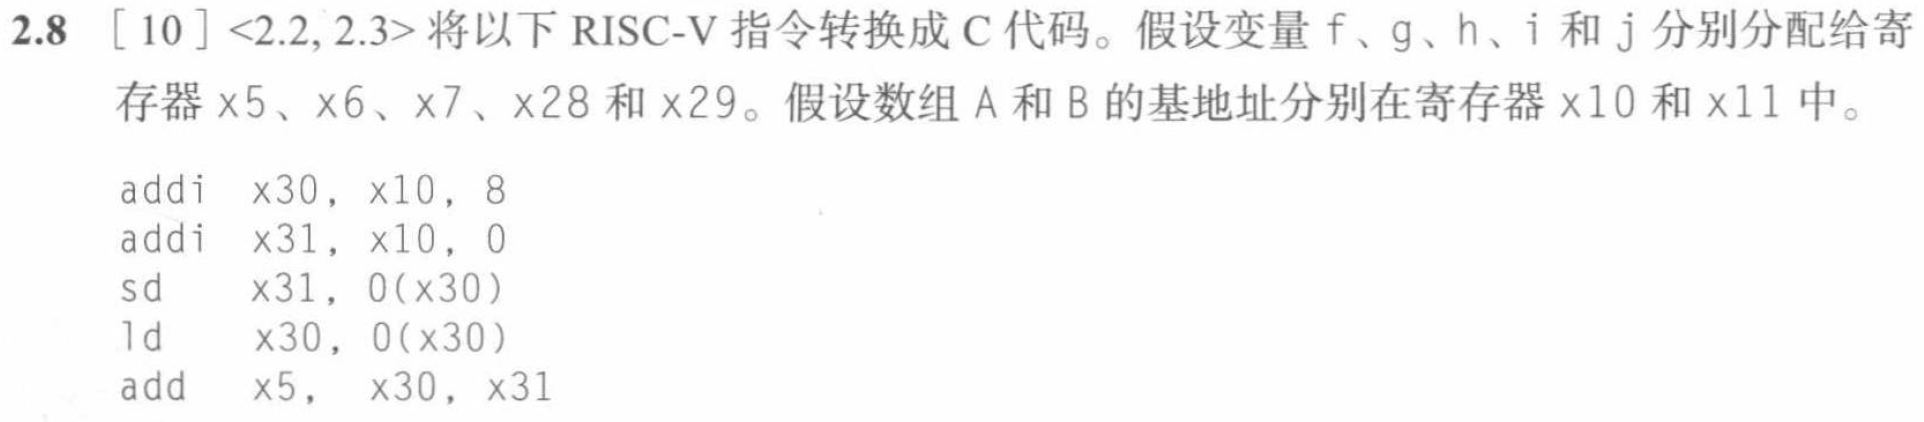 2.8 [10] <2.2, 2.3> 将以下 RISC-V 指令转换成 C 代码。假设变量 f、g、h、i 和 j 分别分配给寄
存器 x5、x6、x7、x28 和 x29。假设数组 A 和 B 的基地址分别在寄存器 x10 和 x11 中。
addi x30, x10, 8
addi x31, x10, 0
sd x31, 0(x30)
ld x30, 0(x30)
add x5, x30, x31